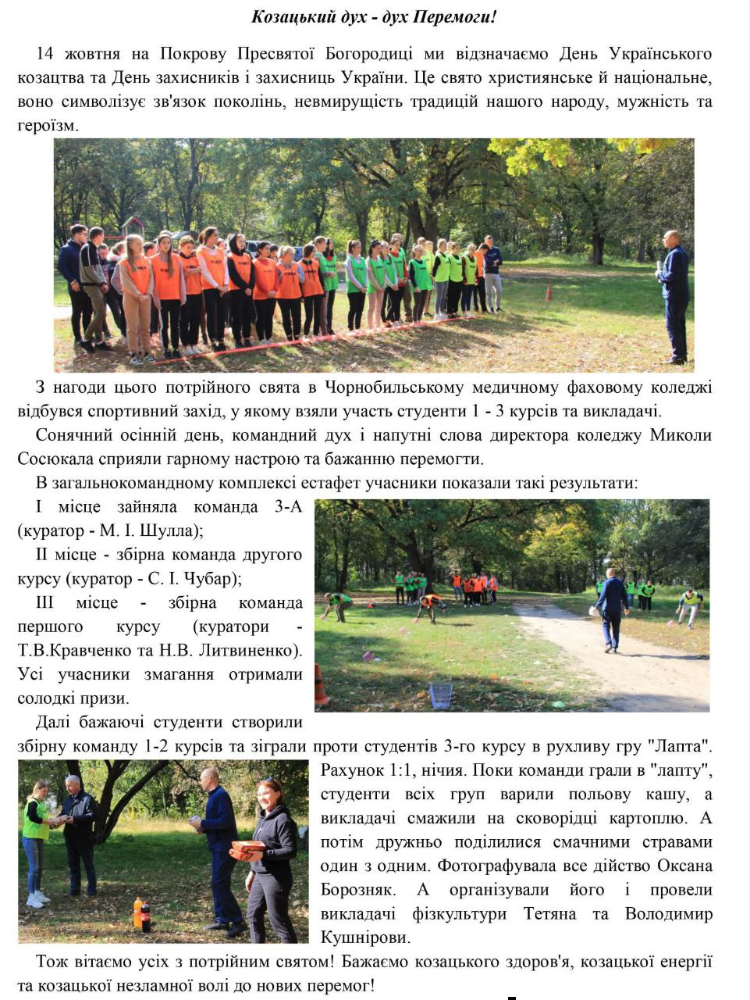 Козацький дух - дух Перемоги!
14 жовтня на Покрову Пресвятої Богородиці ми відзначаємо День Українського
козацтва та День захисників і захисниць України. Це свято християнське й національне,
воно символізує зв'язок поколінь, невмирущість традицій нашого народу, мужність та
героїзм.
З нагоди цього потрійного свята в Чорнобильському медичному фаховому коледжі
відбувся спортивний захід, у якому взяли участь студенти 1 - 3 курсів та викладачі.
Сонячний осінній день, командний дух і напутні слова директора коледжу Миколи
Сосюкала сприяли гарному настрою та бажанню перемогти.
В загальнокомандному комплексі естафет учасники показали такі результати:
І місце зайняла команда 3-А
(куратор - М. І. Шулла);
ІІ місце - збірна команда другого
курсу (куратор - С. І. Чубар);
ІІІ місце - збірна команда
першого курсу (куратори -
Т.В.Кравченко та Н.В. Литвиненко).
Усі учасники змагання отримали
солодкі призи.
Далі бажаючі студенти створили
збірну команду 1-2 курсів та зіграли проти студентів 3-го курсу в рухливу гру "Лапта".
Рахунок 1:1, нічия. Поки команди грали в "лапту",
студенти всіх груп варили польову кашу, а
викладачі смажили на сковорідці картоплю. А
потім дружньо поділилися смачними стравами
один з одним. Фотографувала все дійство Оксана
Борозняк. А організували його і провели
викладачі фізкультури Тетяна та Володимир
Кушнірови.
Тож вітаємо усіх з потрійним святом! Бажаємо козацького здоров'я, козацької енергії
та козацької незламної волі до нових перемог!